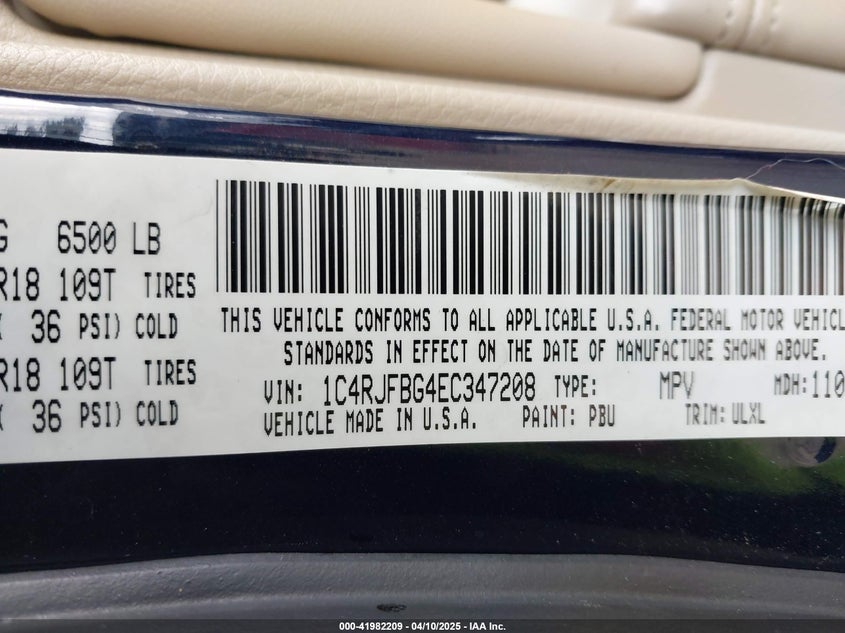 G 6500 LB
R18 109T TIRES
36 PSI) COLD
R18 109T TIRES
36 PSI) COLD
THIS VEHICLE CONFORMS TO ALL APPLICABLE U.S.A. FEDERAL MOTOR VEHICL
STANDARDS IN EFFECT ON THE DATE OF MANUFACTURE SHOWN ABOVE.
VIN: 1C4RJFBG4EC347208 TYPE: MPV MDH: 110
VEHICLE MADE IN U.S.A. PAINT: PBU TRIM: ULXL
000-41982209 - 04/10/2025 - IAA Inc.